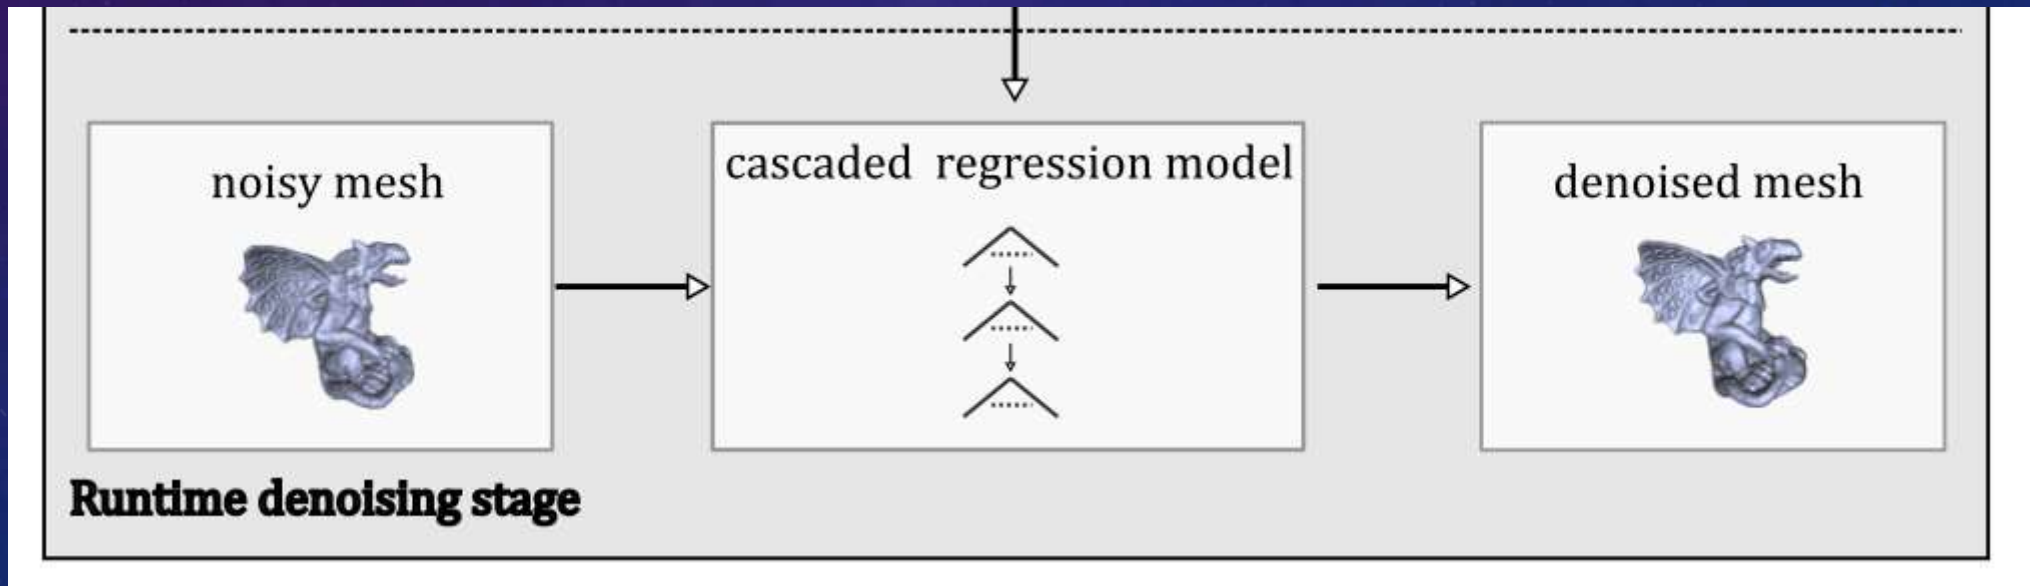 noisy mesh
cascaded regression model
denoised mesh
Runtime denoising stage